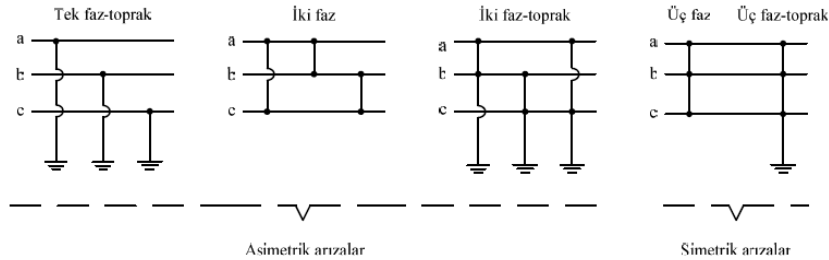 Tek faz-toprak
İki faz
İki faz-toprak
Üç faz
Üç faz-toprak
a
b
c
a
b
c
a
b
c
a
b
c
Asimetrik arızalar
Simetrik arızalar